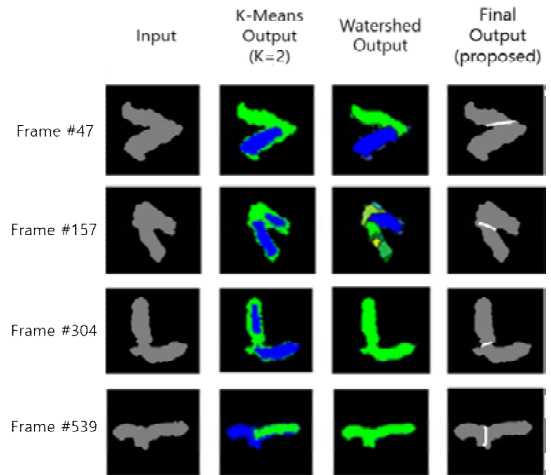 Input
K-Means
Output
(K=2)
Watershed
Output
Final
Output
(proposed)
Frame #47
Frame #157
Frame #304
Frame #539